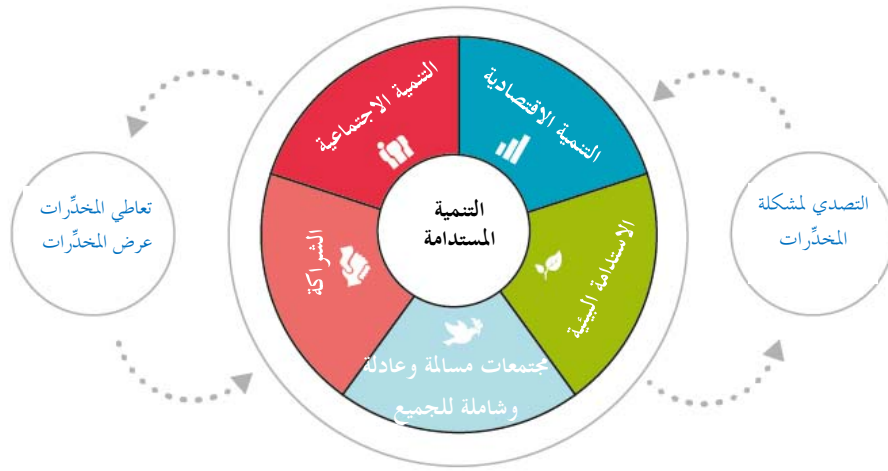 التنمية الاقتصادية
التنمية الاجتماعية
التصدي لمشكلة
المخدِّرات
التنمية
المستدامة
تعاطي المخدِّرات
عرض المخدِّرات
الاستدامة البيئية
الشراكة
مجتمعات مسالمة وعادلة
وشاملة للجميع